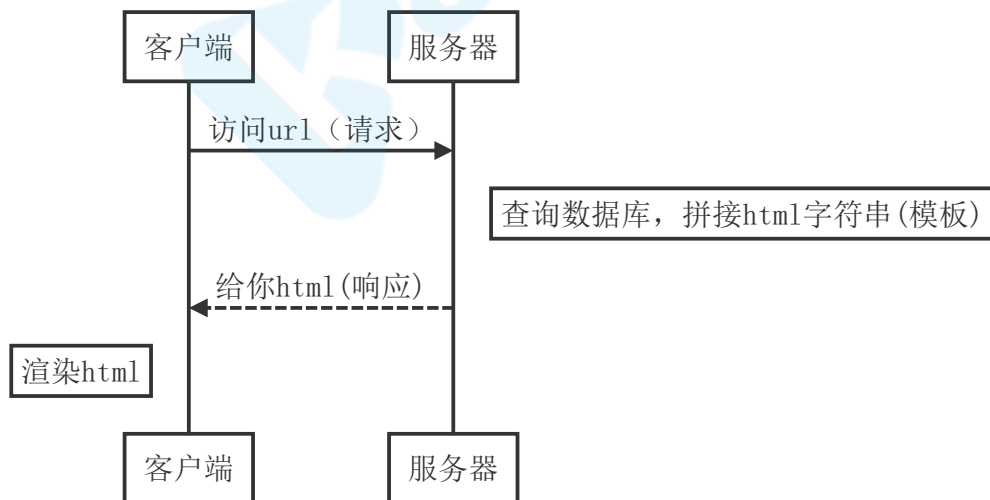 客户端
服务器
访问url（请求）
查询数据库，拼接html字符串(模板)
给你html(响应)
渲染html
客户端
服务器